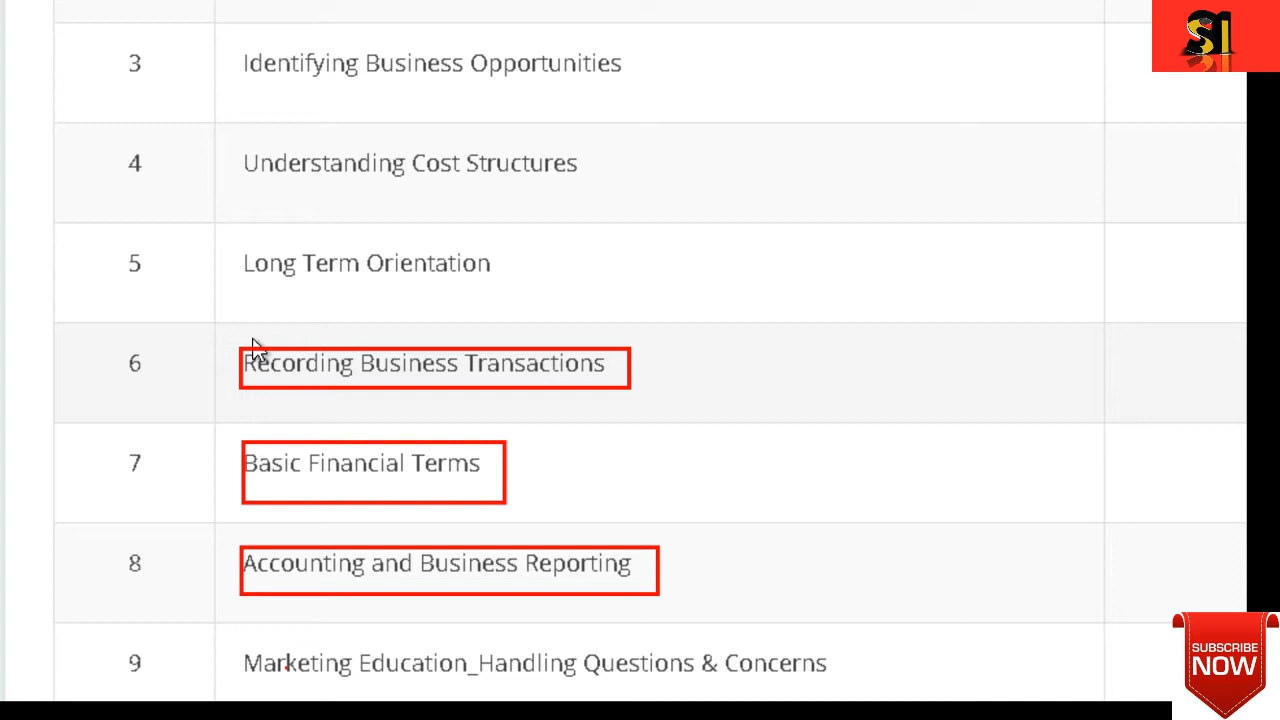 SI
3 Identifying Business Opportunities
4 Understanding Cost Structures
5 Long Term Orientation
6 Recording Business Transactions
7 Basic Financial Terms
8 Accounting and Business Reporting
9 Marketing Education_Handling Questions & Concerns
SUBSCRIBE
NOW